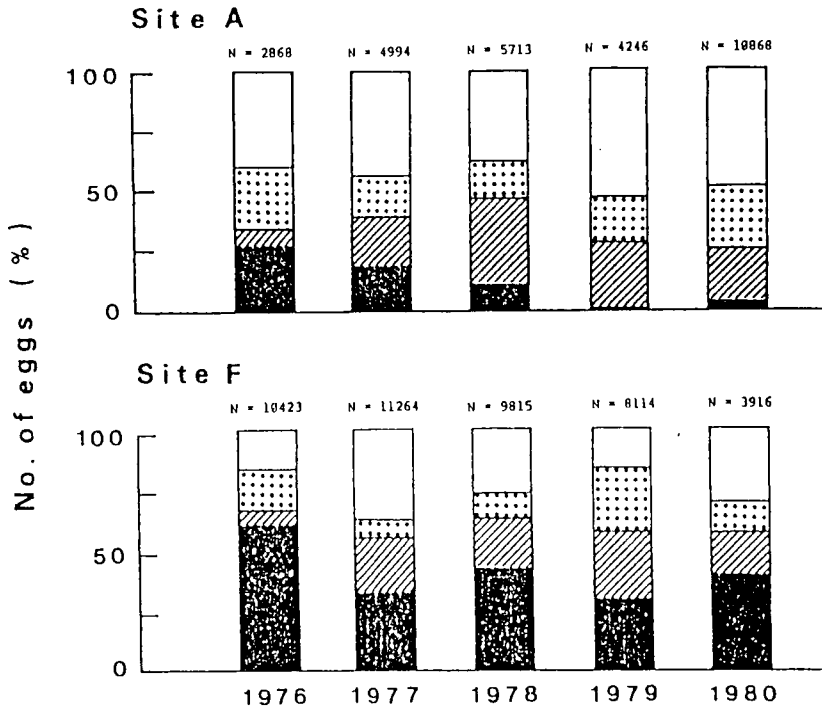 Site A
N = 2868 N = 4994 N = 5713 N = 4246 N = 10868
100
50
0
No. of eggs (%)
Site F
N = 10423 N = 11264 N = 9815 N = 8114 N = 3916
100
50
0
1976 1977 1978 1979 1980